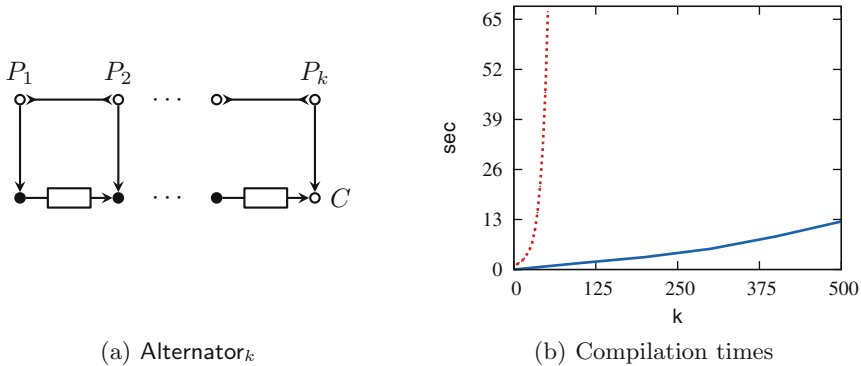 P₁ P₂ Pₖ
· · ·
· · · C
(a) Alternatorₖ
65
52
39
26
13
0
sec
0 125 250 375 500
k
(b) Compilation times